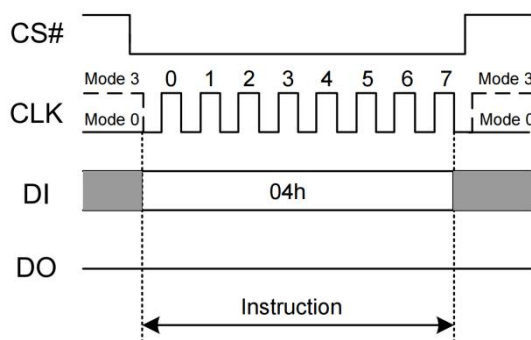 CS#
Mode 3 0 1 2 3 4 5 6 7 Mode 3
CLK Mode 0 Mode 0
DI 04h
DO
Instruction